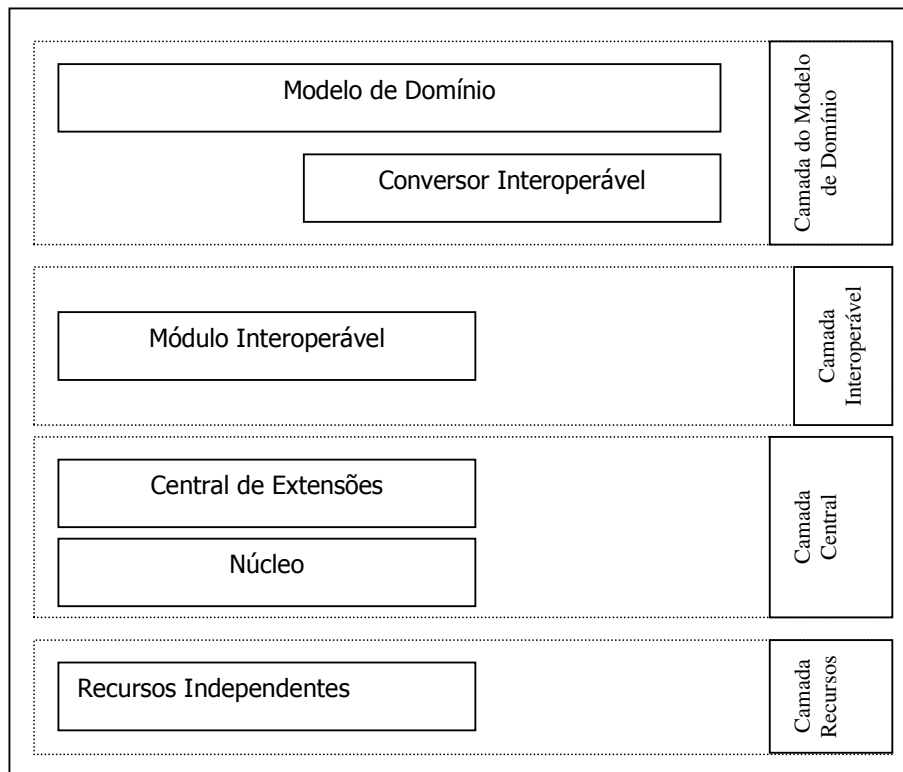 Modelo de Domínio
Conversor Interoperável
Camada do Modelo
de Domínio
Módulo Interoperável
Camada
Interoperável
Central de Extensões
Núcleo
Camada
Central
Recursos Independentes
Camada
Recursos